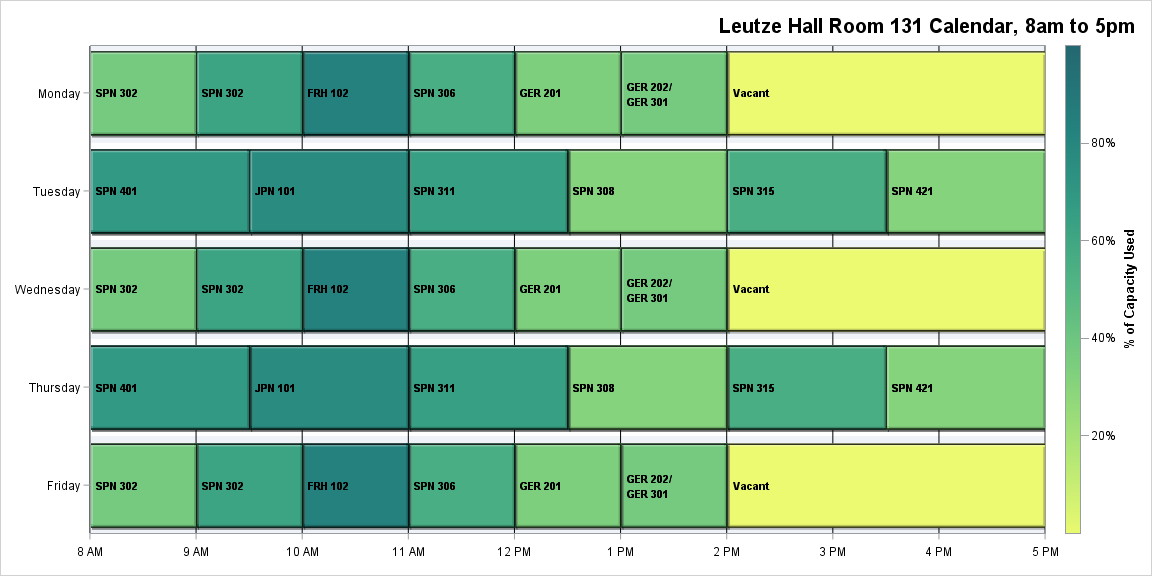 Leutze Hall Room 131 Calendar, 8am to 5pm
Monday
SPN 302
SPN 302
FRH 102
SPN 306
GER 201
GER 202/
GER 301
Vacant
Tuesday
SPN 401
JPN 101
SPN 311
SPN 308
SPN 315
SPN 421
Wednesday
SPN 302
SPN 302
FRH 102
SPN 306
GER 201
GER 202/
GER 301
Vacant
Thursday
SPN 401
JPN 101
SPN 311
SPN 308
SPN 315
SPN 421
Friday
SPN 302
SPN 302
FRH 102
SPN 306
GER 201
GER 202/
GER 301
Vacant
8 AM
9 AM
10 AM
11 AM
12 PM
1 PM
2 PM
3 PM
4 PM
5 PM
80%
60%
40%
20%
% of Capacity Used